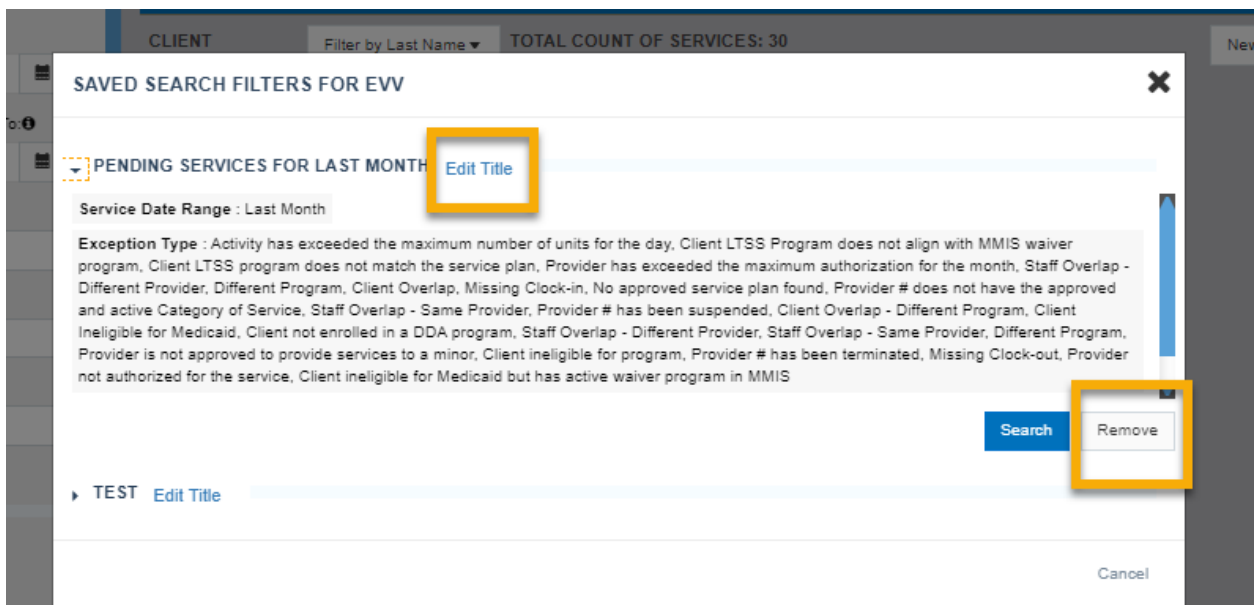 CLIENT Filter by Last Name TOTAL COUNT OF SERVICES: 30 New
SAVED SEARCH FILTERS FOR EVV
To:
PENDING SERVICES FOR LAST MONTH Edit Title
Service Date Range : Last Month
Exception Type : Activity has exceeded the maximum number of units for the day, Client LTSS Program does not align with MMIS waiver
program, Client LTSS program does not match the service plan, Provider has exceeded the maximum authorization for the month, Staff Overlap -
Different Provider, Different Program, Client Overlap, Missing Clock-in, No approved service plan found, Provider # does not have the approved
and active Category of Service, Staff Overlap - Same Provider, Provider # has been suspended, Client Overlap - Different Program, Client
Ineligible for Medicaid, Client not enrolled in a DDA program, Staff Overlap - Different Provider, Staff Overlap - Same Provider, Different Program,
Provider is not approved to provide services to a minor, Client ineligible for program, Provider # has been terminated, Missing Clock-out, Provider
not authorized for the service, Client ineligible for Medicaid but has active waiver program in MMIS
Search Remove
TEST Edit Title
Cancel